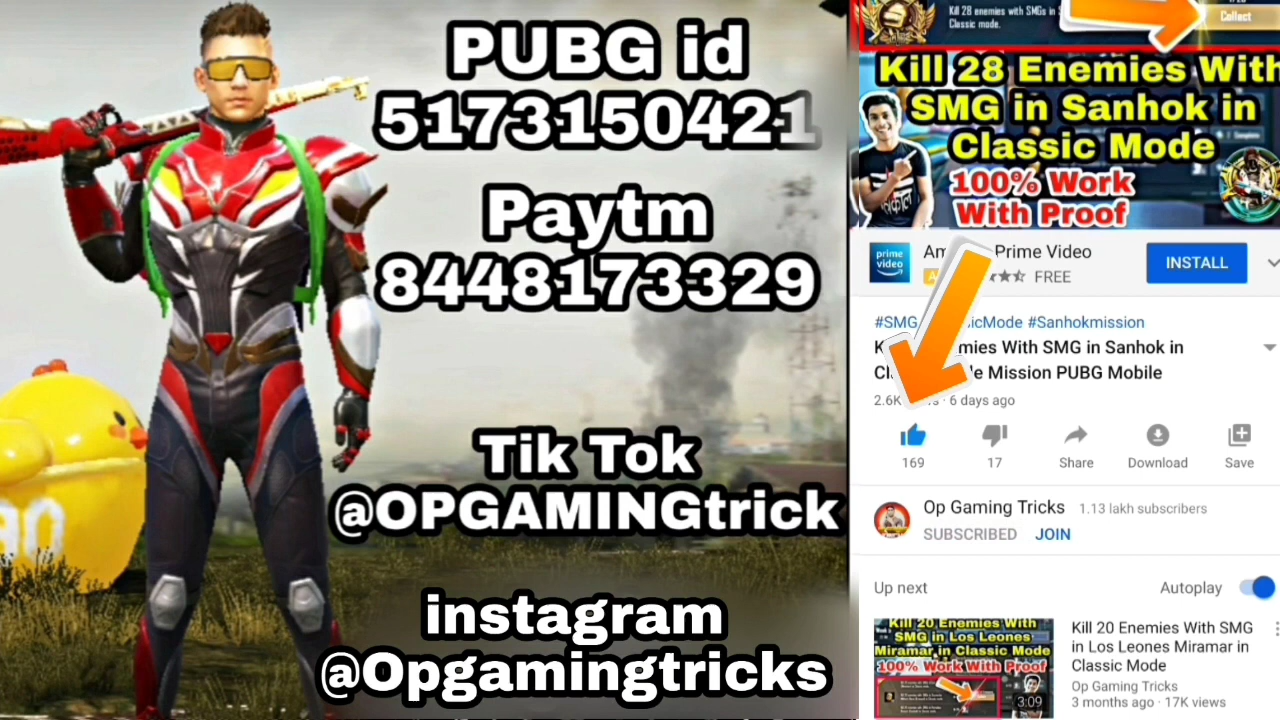 PUBG id
5173150421
Paytm
8448173329
Tik Tok
@OPGAMINGtrick
instagram
@Opgamingtricks
Kill 28 enemies with SMGs in
Classic mode.
Collect
Kill 28 Enemies With
SMG in Sanhok in
Classic Mode
100% Work
With Proof
prime video
Prime Video
FREE
INSTALL
#SMG #Sanhokmission
With SMG in Sanhok in
Mission PUBG Mobile
2.6K 6 days ago
169
17
Share
Download
Save
Op Gaming Tricks 1.13 lakh subscribers
SUBSCRIBED JOIN
Up next
Autoplay
Kill 20 Enemies With
SMG in Los Leones
Miramar in Classic Mode
100% Work With Proof
3:09
Kill 20 Enemies With SMG
in Los Leones Miramar in
Classic Mode
Op Gaming Tricks
3 months ago · 17K views